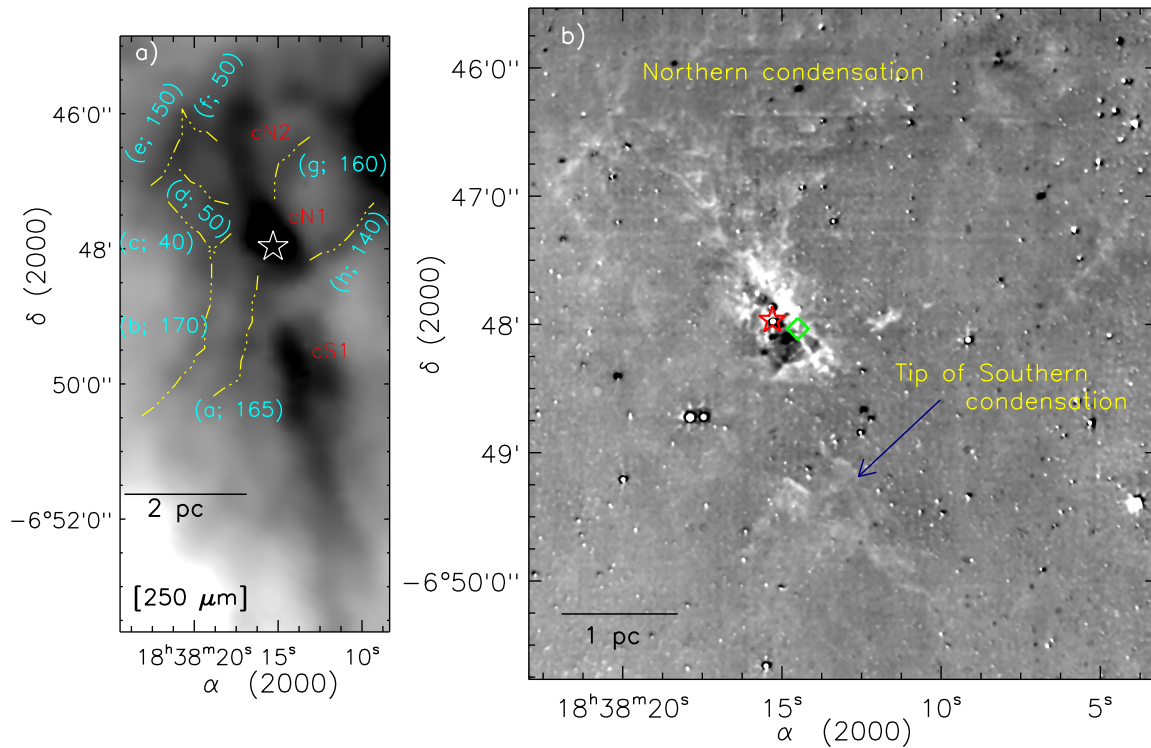 a)
(e; 150)
(f; 50)
46'0''
cN2
(g; 160)
(d; 50)
cN1
(c; 40)
48'
(h; 140)
δ (2000)
(b; 170)
cS1
50'0''
(a; 165)
2 pc
-6°52'0''
[250 μm]
18ʰ38ᵐ20ˢ 15ˢ 10ˢ
α (2000)
b)
46'0''
Northern condensation
47'0''
δ (2000)
48'
Tip of Southern
condensation
49'
-6°50'0''
1 pc
18ʰ38ᵐ20ˢ 15ˢ 10ˢ 5ˢ
α (2000)